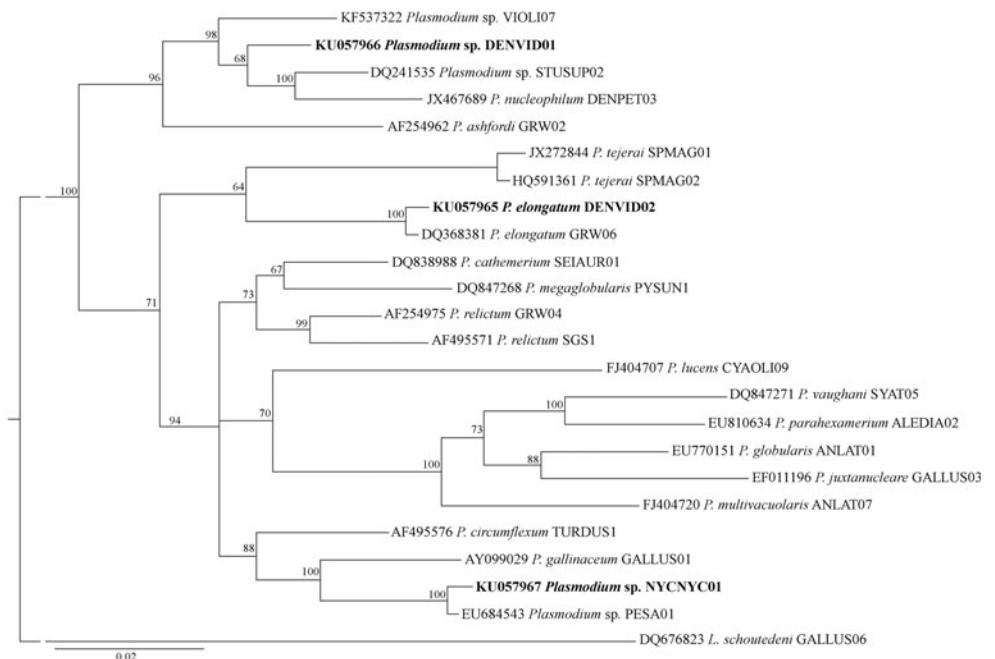 KF537322 Plasmodium sp. VIOLI07
98
KU057966 Plasmodium sp. DENVID01
68
DQ241535 Plasmodium sp. STUSUP02
96
100
JX467689 P. nucleophilum DENPET03
AF254962 P. ashfordi GRW02
JX272844 P. tejerai SPMAG01
100
64
HQ591361 P. tejerai SPMAG02
KU057965 P. elongatum DENVID02
100
DQ368381 P. elongatum GRW06
DQ838988 P. cathemerium SEIAUR01
67
DQ847268 P. megaglobularis PYSUN1
71
73
AF254975 P. relictum GRW04
99
AF495571 P. relictum SGS1
FJ404707 P. lucens CYAOLI09
DQ847271 P. vaughani SYAT05
100
94
70
EU810634 P. parahexamerium ALEDIA02
73
EU770151 P. globularis ANLAT01
100
88
EF011196 P. juxtanucleare GALLUS03
FJ404720 P. multivacuolaris ANLAT07
AF495576 P. circumflexum TURDUS1
88
AY099029 P. gallinaceum GALLUS01
100
KU057967 Plasmodium sp. NYCNYC01
100
EU684543 Plasmodium sp. PESA01
DQ676823 L. schoutedeni GALLUS06
0.02